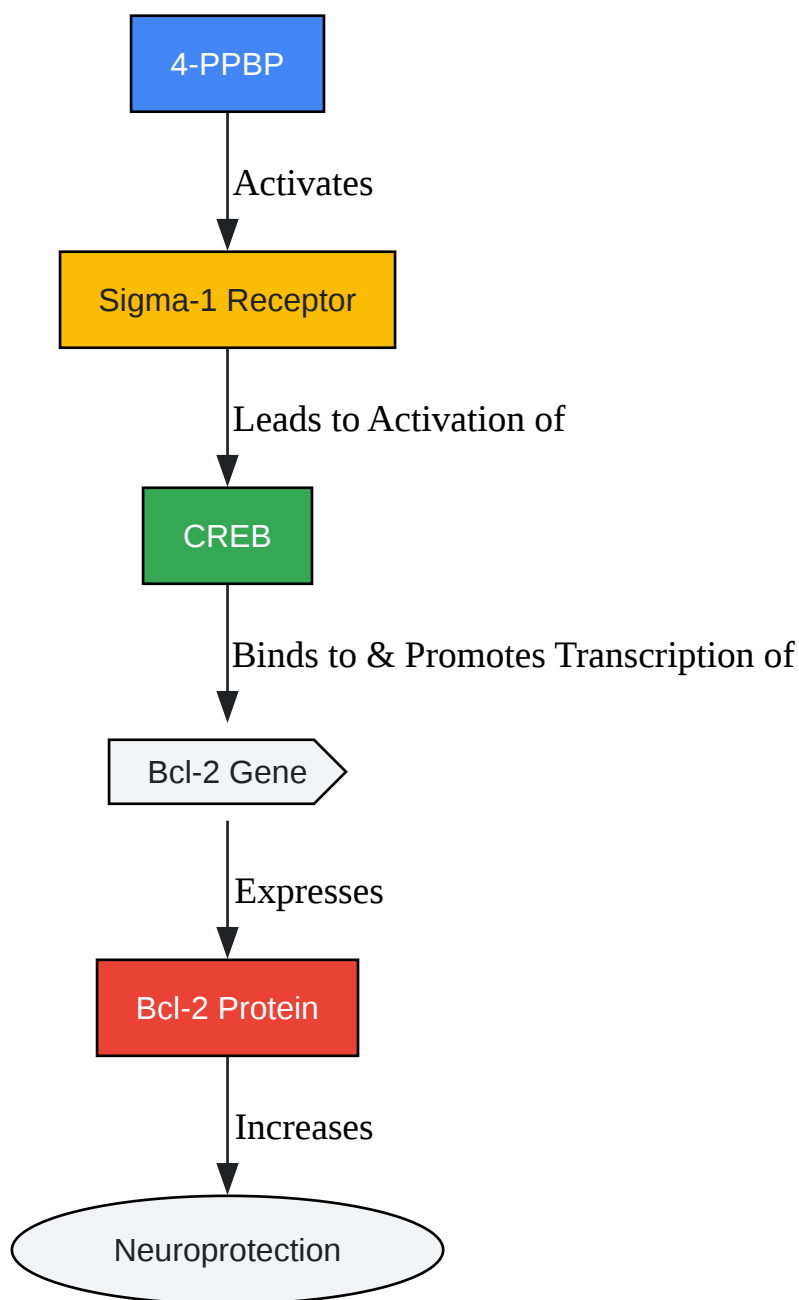 4-PPBP
Activates
Sigma-1 Receptor
Leads to Activation of
CREB
Binds to & Promotes Transcription of
Bcl-2 Gene
Expresses
Bcl-2 Protein
Increases
Neuroprotection